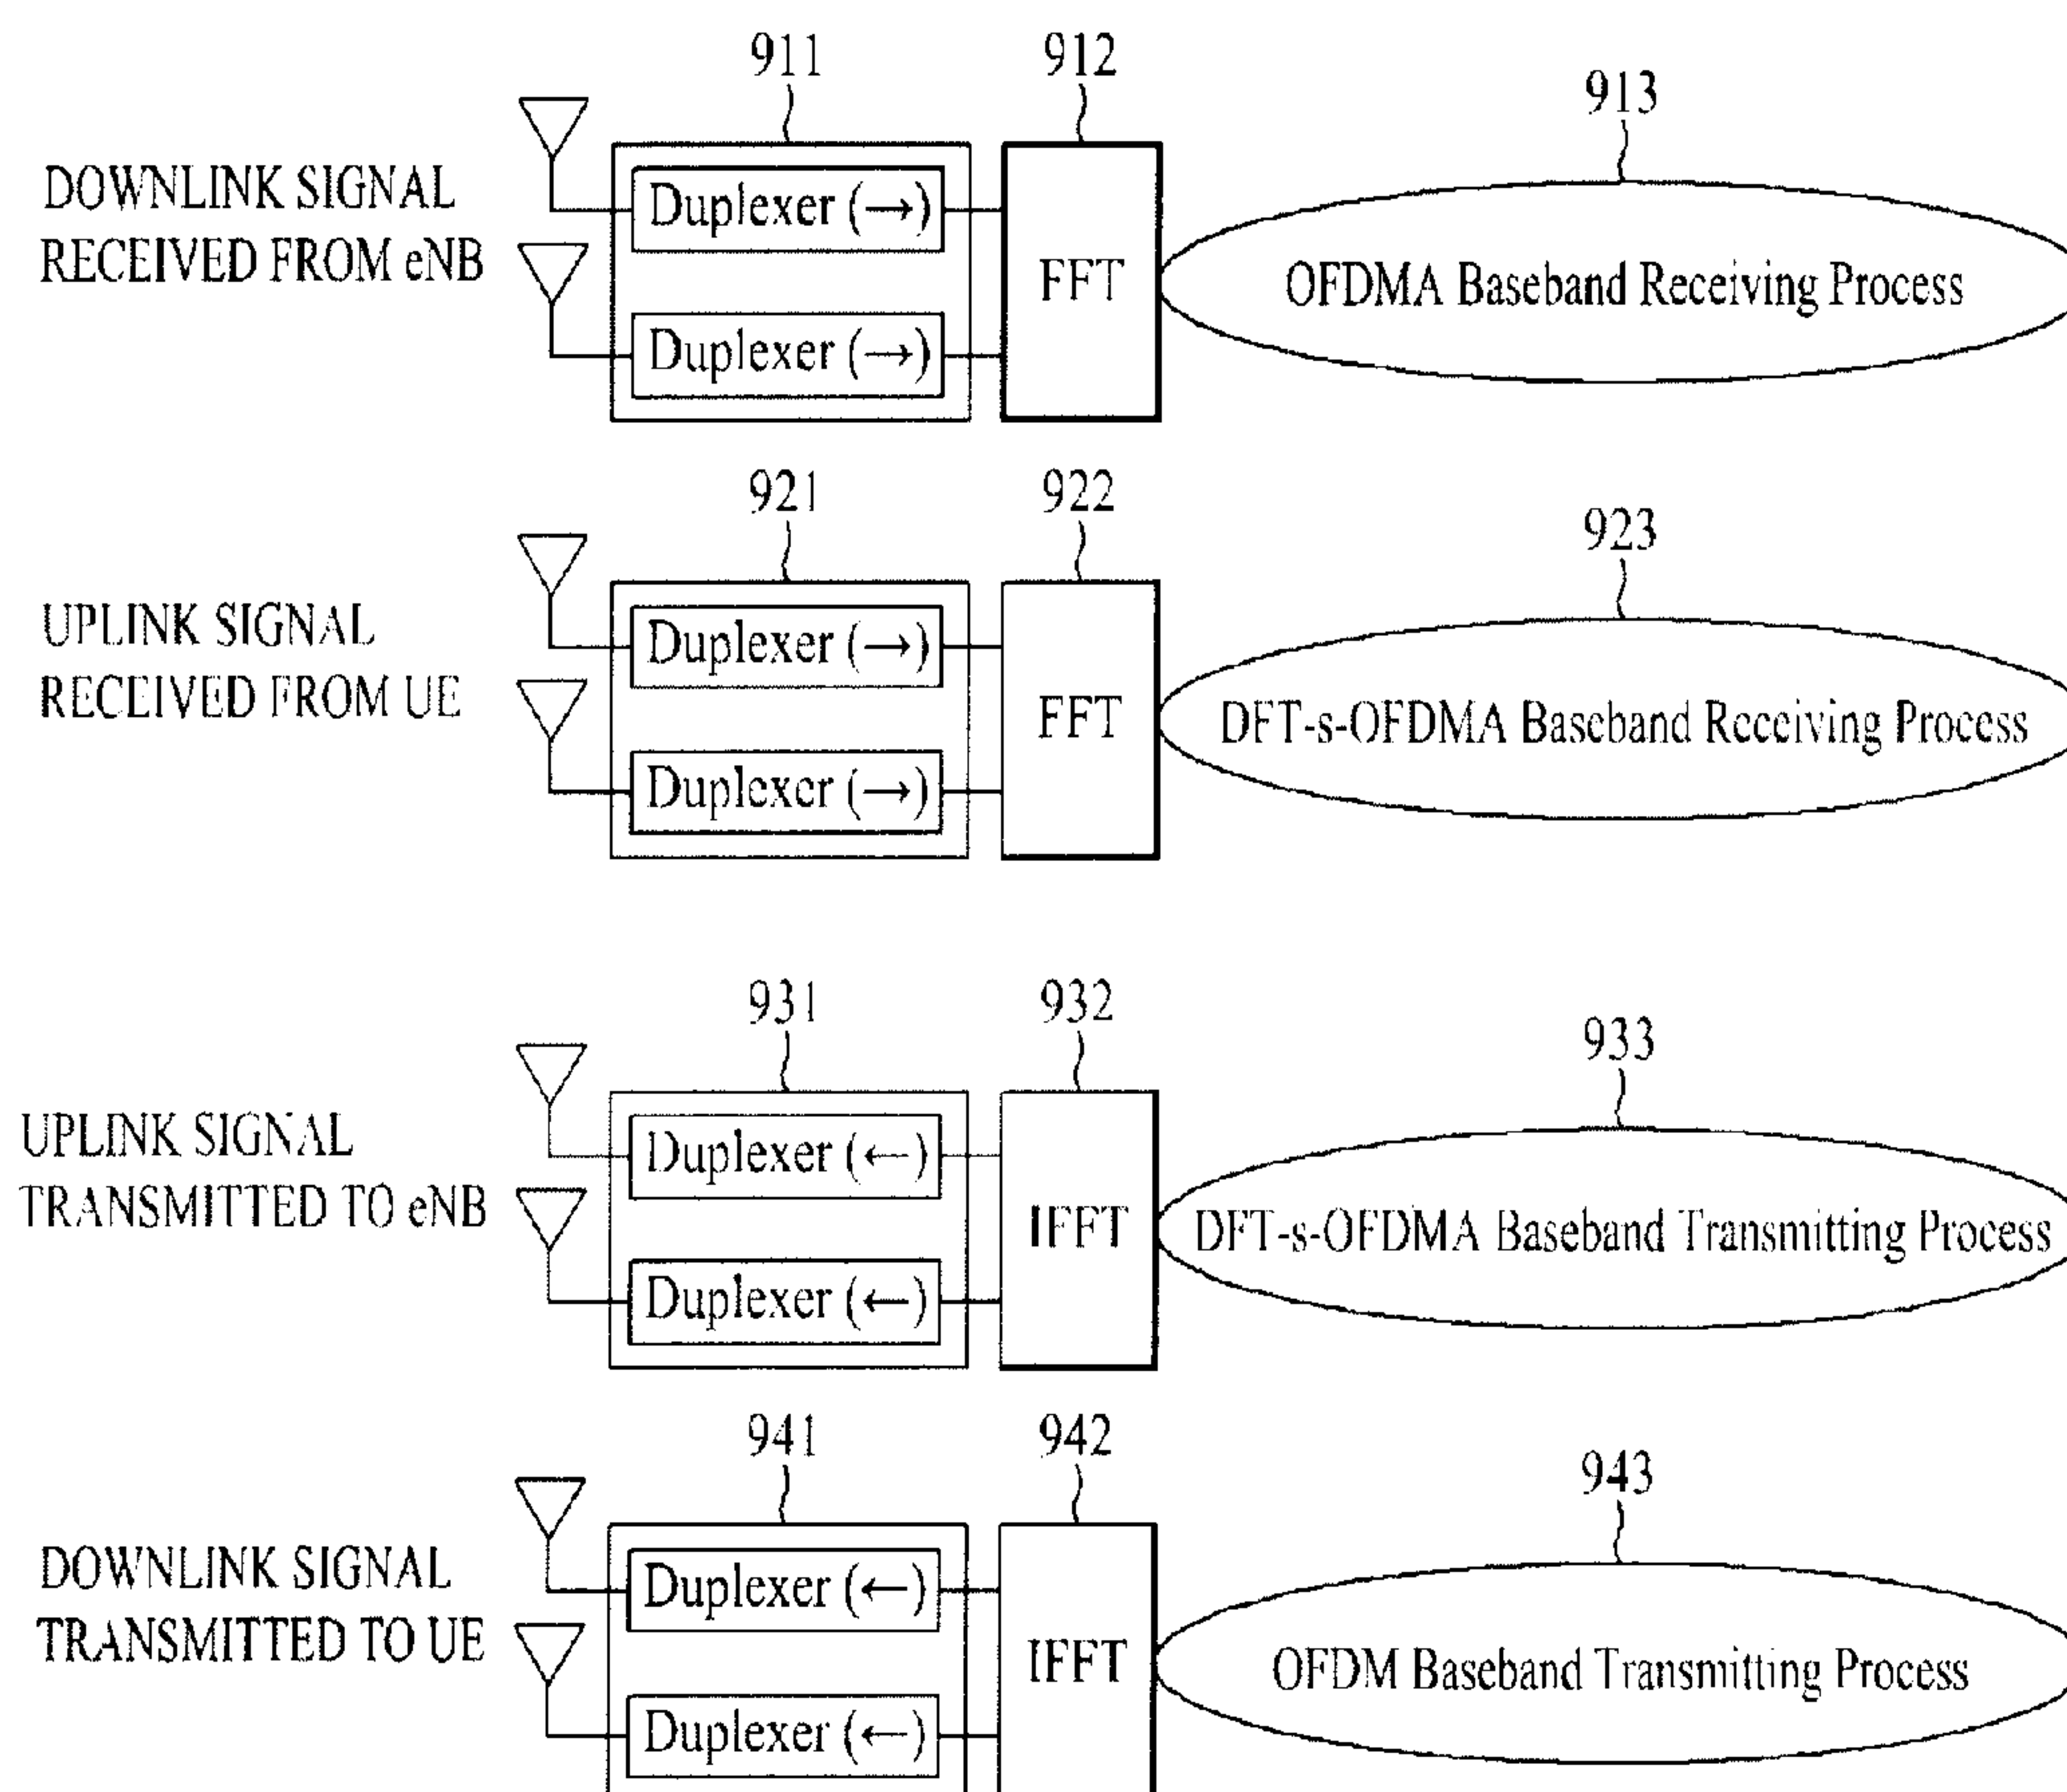 911
912
913
DOWNLINK SIGNAL
RECEIVED FROM eNB
Duplexer (→)
Duplexer (→)
FFT
OFDMA Baseband Receiving Process
921
922
923
UPLINK SIGNAL
RECEIVED FROM UE
Duplexer (→)
Duplexer (→)
FFT
DFT-s-OFDMA Baseband Receiving Process
931
932
933
UPLINK SIGNAL
TRANSMITTED TO eNB
Duplexer (←)
Duplexer (←)
IFFT
DFT-s-OFDMA Baseband Transmitting Process
941
942
943
DOWNLINK SIGNAL
TRANSMITTED TO UE
Duplexer (←)
Duplexer (←)
IFFT
OFDM Baseband Transmitting Process